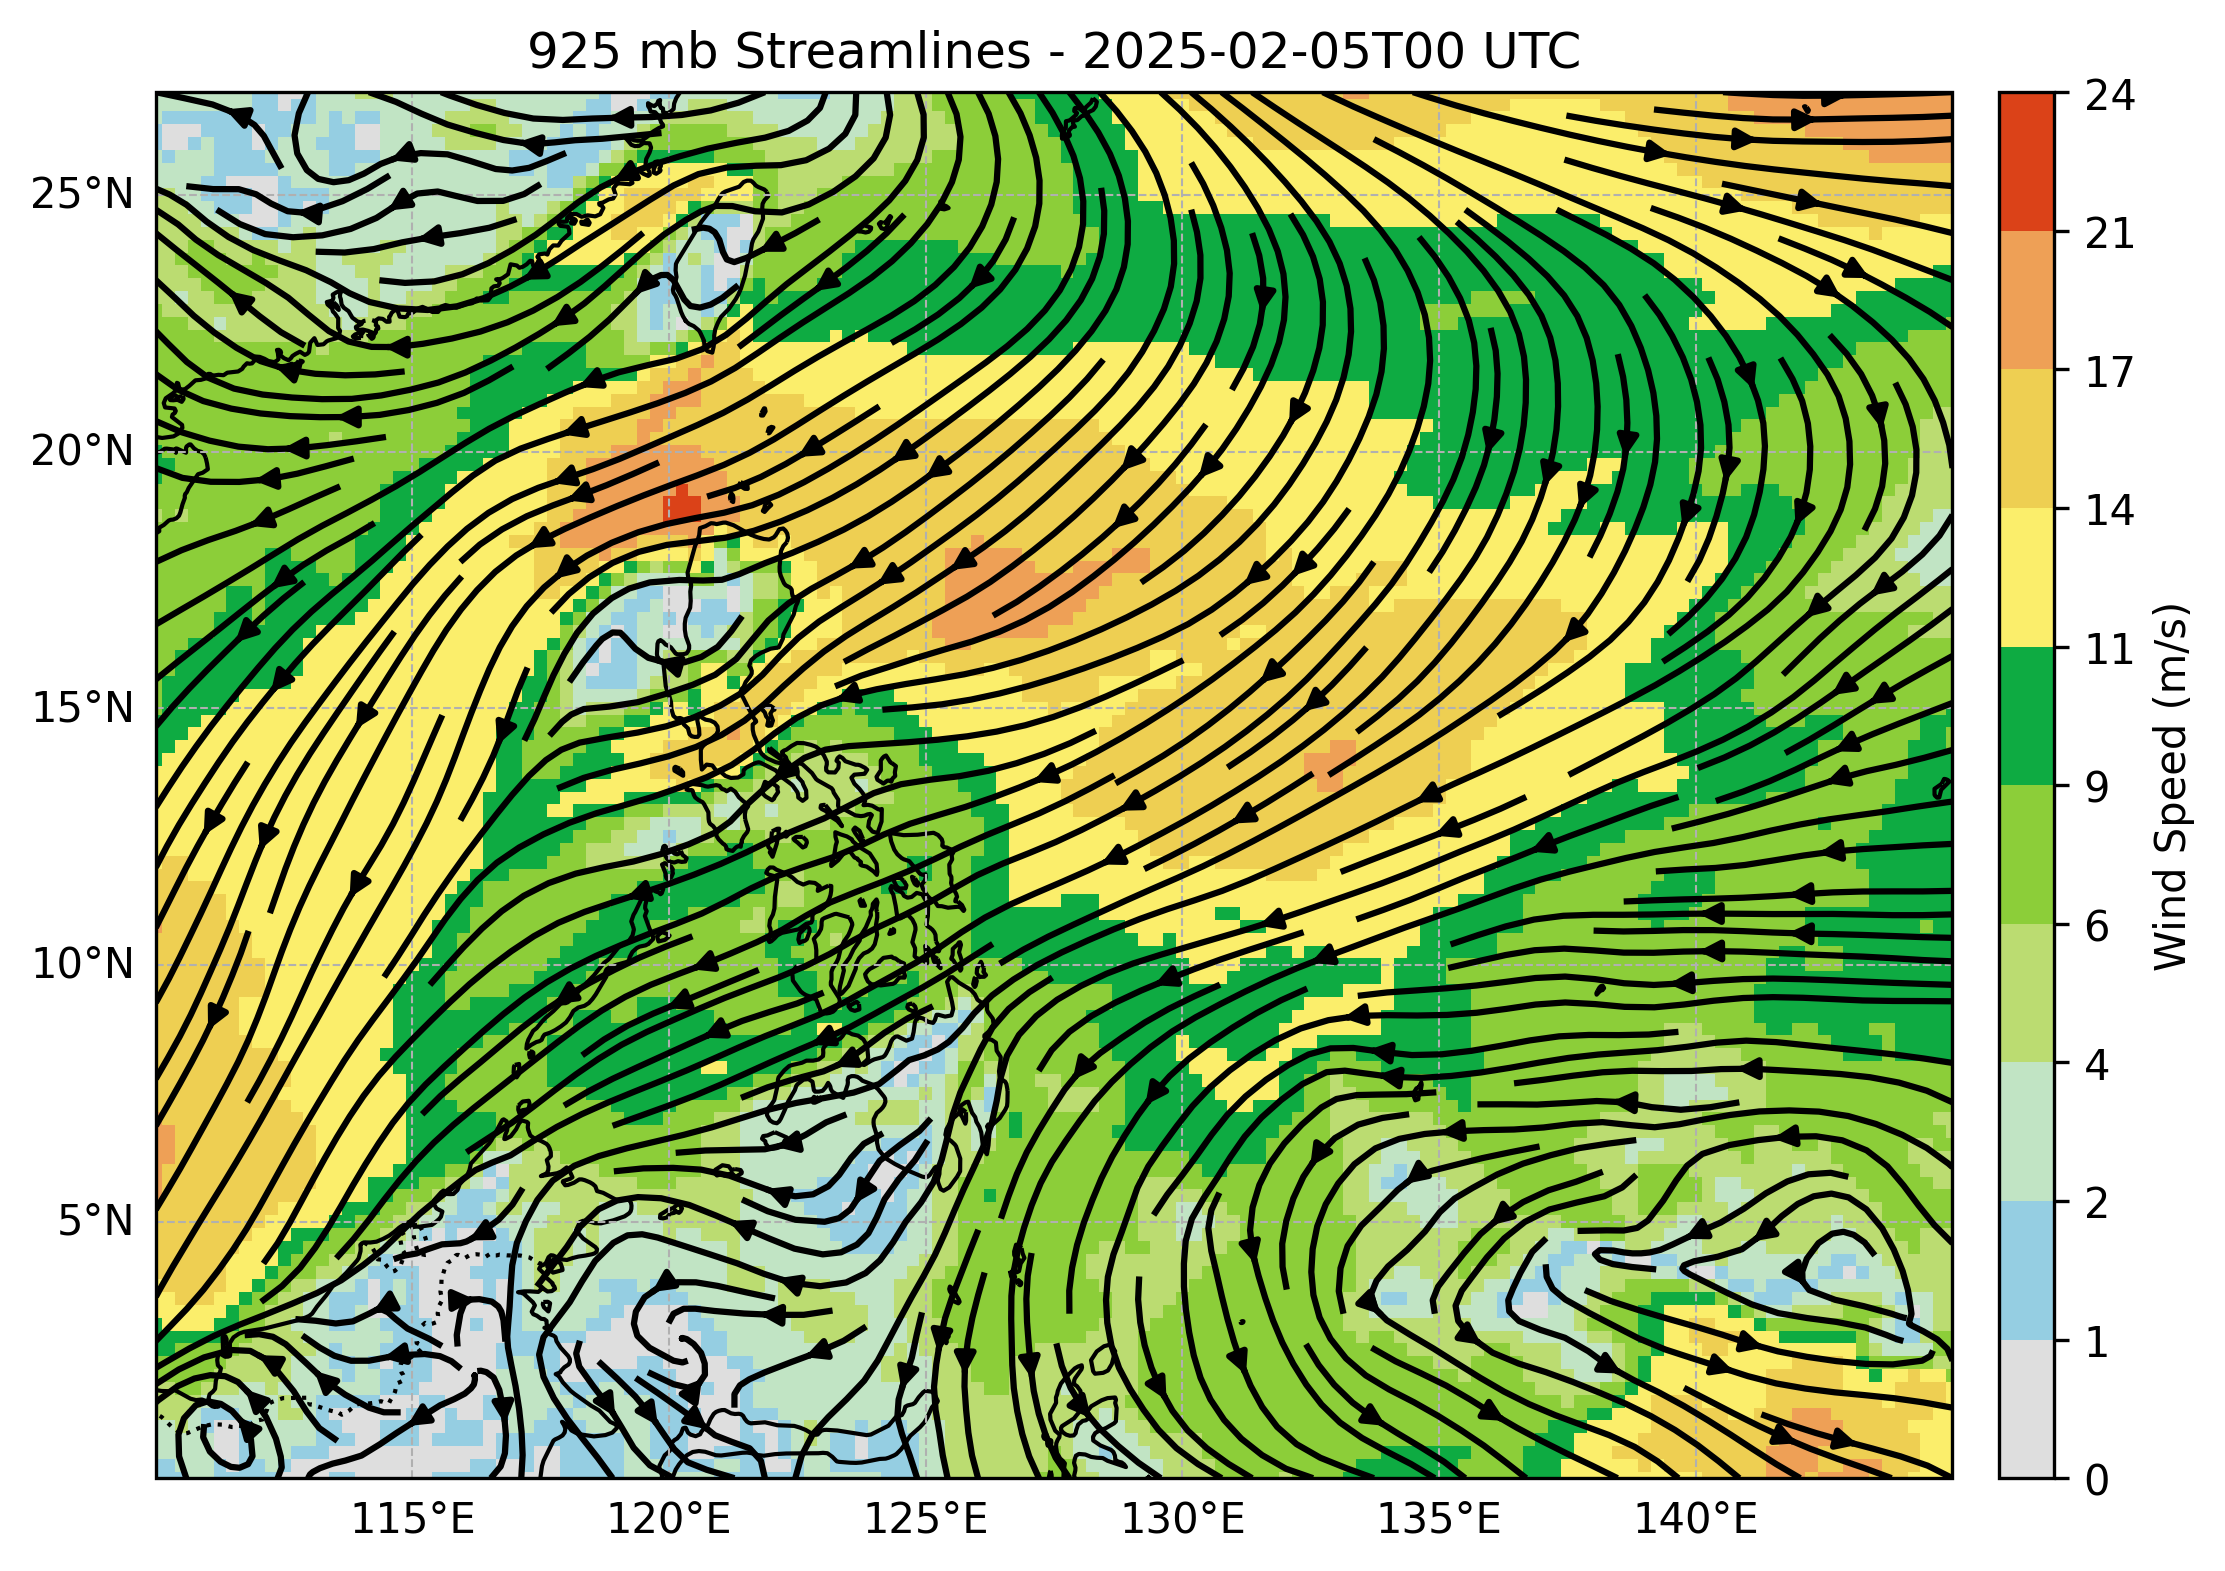 925 mb Streamlines - 2025-02-05T00 UTC
25°N
20°N
15°N
10°N
5°N
115°E
120°E
125°E
130°E
135°E
140°E
24
21
17
14
11
9
6
4
2
1
0
Wind Speed (m/s)